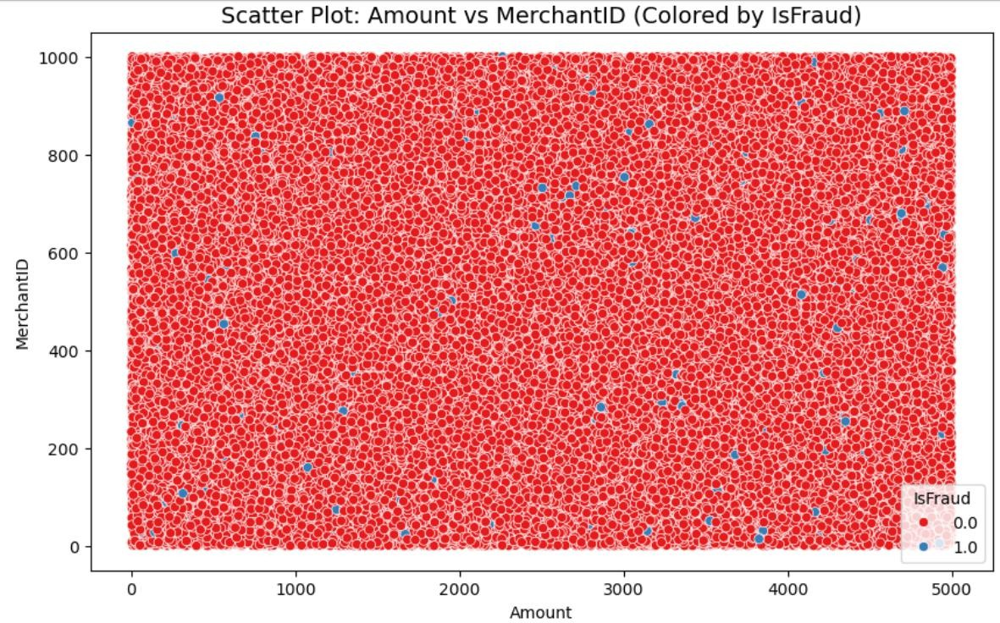 Scatter Plot: Amount vs MerchantID (Colored by IsFraud)
1000
800
600
400
200
0
MerchantID
IsFraud
0.0
1.0
0 1000 2000 3000 4000 5000
Amount